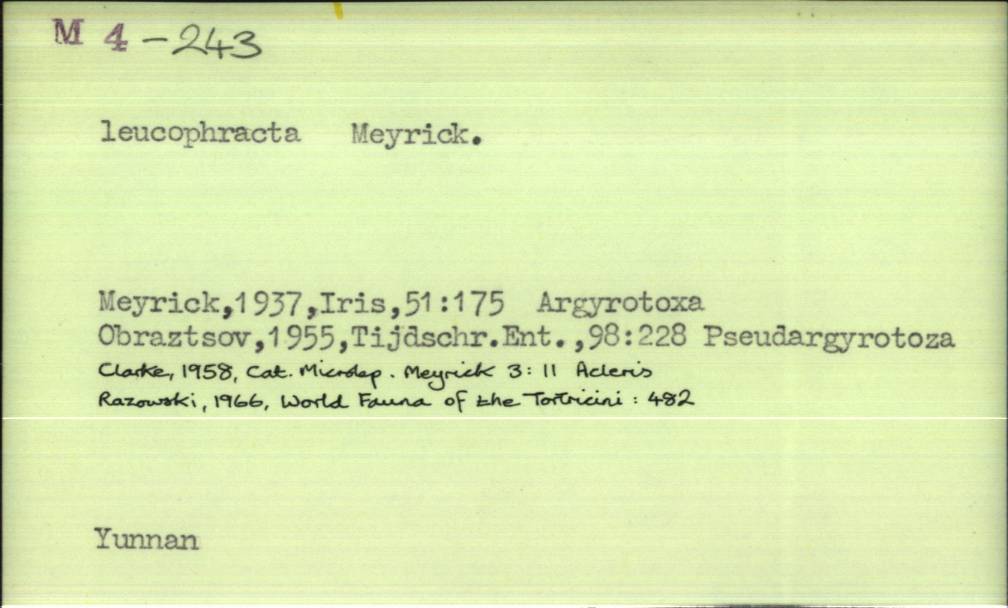 M 4 - 243
leucophracta Meyrick.
Meyrick,1937,Iris,51:175 Argyrotoxa
Obraztsov,1955,Tijdschr.Ent.,98:228 Pseudargyrotoza
Clarke, 1958, Cat. Microlep. Meyrick 3: 11 Acleris
Razowski, 1966, World Fauna of the Tortricini: 482
Yunnan